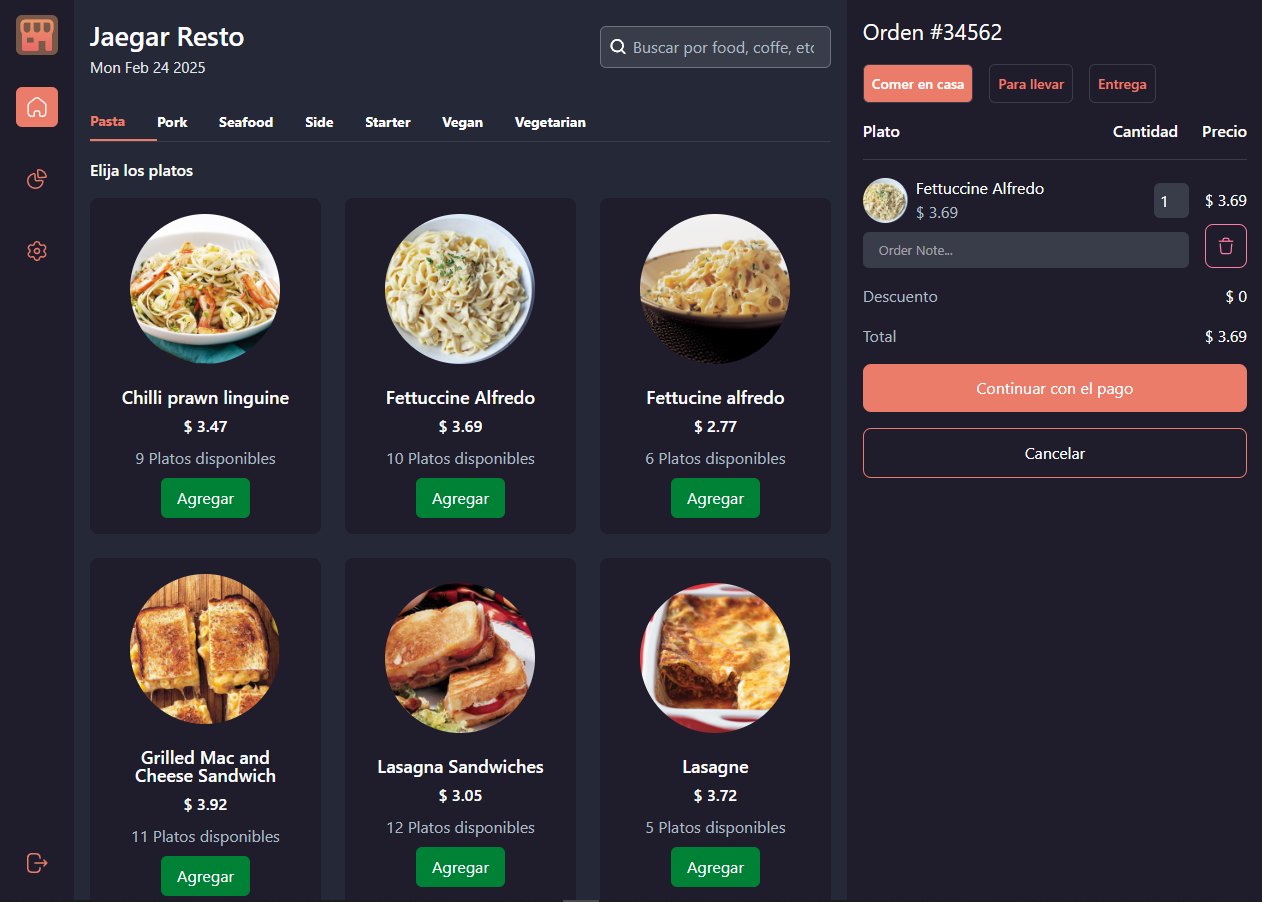 Jaegar Resto
Mon Feb 24 2025
Buscar por food, coffe, etc
Pasta Pork Seafood Side Starter Vegan Vegetarian
Elija los platos
Chilli prawn linguine
$ 3.47
9 Platos disponibles
Agregar
Fettuccine Alfredo
$ 3.69
10 Platos disponibles
Agregar
Fettucine alfredo
$ 2.77
6 Platos disponibles
Agregar
Grilled Mac and
Cheese Sandwich
$ 3.92
11 Platos disponibles
Agregar
Lasagna Sandwiches
$ 3.05
12 Platos disponibles
Agregar
Lasagne
$ 3.72
5 Platos disponibles
Agregar
Orden #34562
Comer en casa Para llevar Entrega
Plato Cantidad Precio
Fettuccine Alfredo
$ 3.69
1
$ 3.69
Order Note...
Descuento $ 0
Total $ 3.69
Continuar con el pago
Cancelar